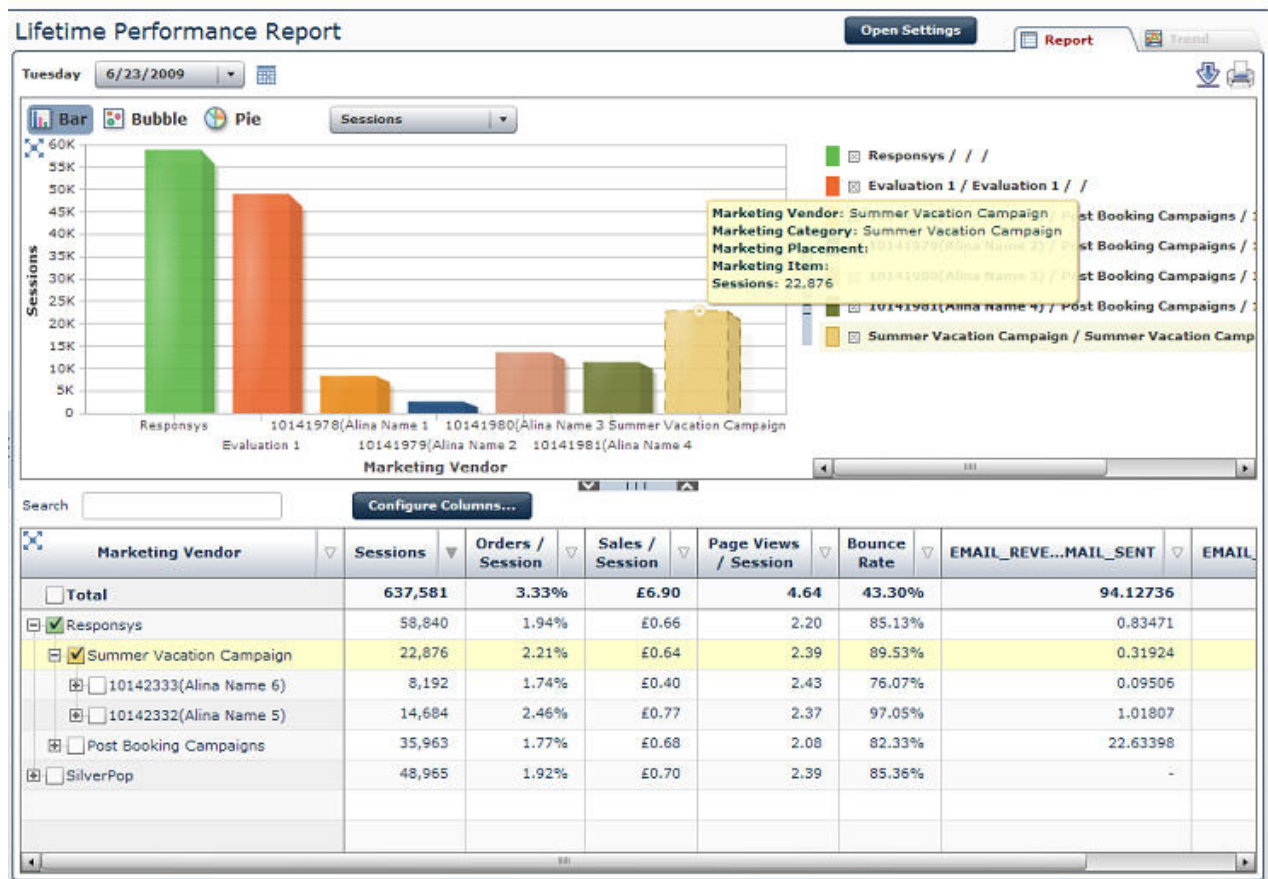 Lifetime Performance Report
Open Settings
Report
Trend
Tuesday 6/23/2009
Bar Bubble Pie Sessions
60K
55K
50K
45K
40K
35K
30K
25K
20K
15K
10K
5K
0
Sessions
Responsys 10141978(Alina Name 1 10141980(Alina Name 3 Summer Vacation Campaign
Evaluation 1 10141979(Alina Name 2 10141981(Alina Name 4
Marketing Vendor
Responsys / / /
Evaluation 1 / Evaluation 1 / /
Post Booking Campaigns /
10141979(Alina Name 2) / Post Booking Campaigns /
10141980(Alina Name 3) / Post Booking Campaigns /
10141981(Alina Name 4) / Post Booking Campaigns /
Summer Vacation Campaign / Summer Vacation Camp
Marketing Vendor: Summer Vacation Campaign
Marketing Category: Summer Vacation Campaign
Marketing Placement:
Marketing Item:
Sessions: 22,876
Search Configure Columns...
Marketing Vendor Sessions Orders / Session Sales / Session Page Views / Session Bounce Rate EMAIL_REVE...MAIL_SENT EMAIL_
Total 637,581 3.33% £6.90 4.64 43.30% 94.12736
Responsys 58,840 1.94% £0.66 2.20 85.13% 0.83471
Summer Vacation Campaign 22,876 2.21% £0.64 2.39 89.53% 0.31924
10142333(Alina Name 6) 8,192 1.74% £0.40 2.43 76.07% 0.09506
10142332(Alina Name 5) 14,684 2.46% £0.77 2.37 97.05% 1.01807
Post Booking Campaigns 35,963 1.77% £0.68 2.08 82.33% 22.63398
SilverPop 48,965 1.92% £0.70 2.39 85.36% -